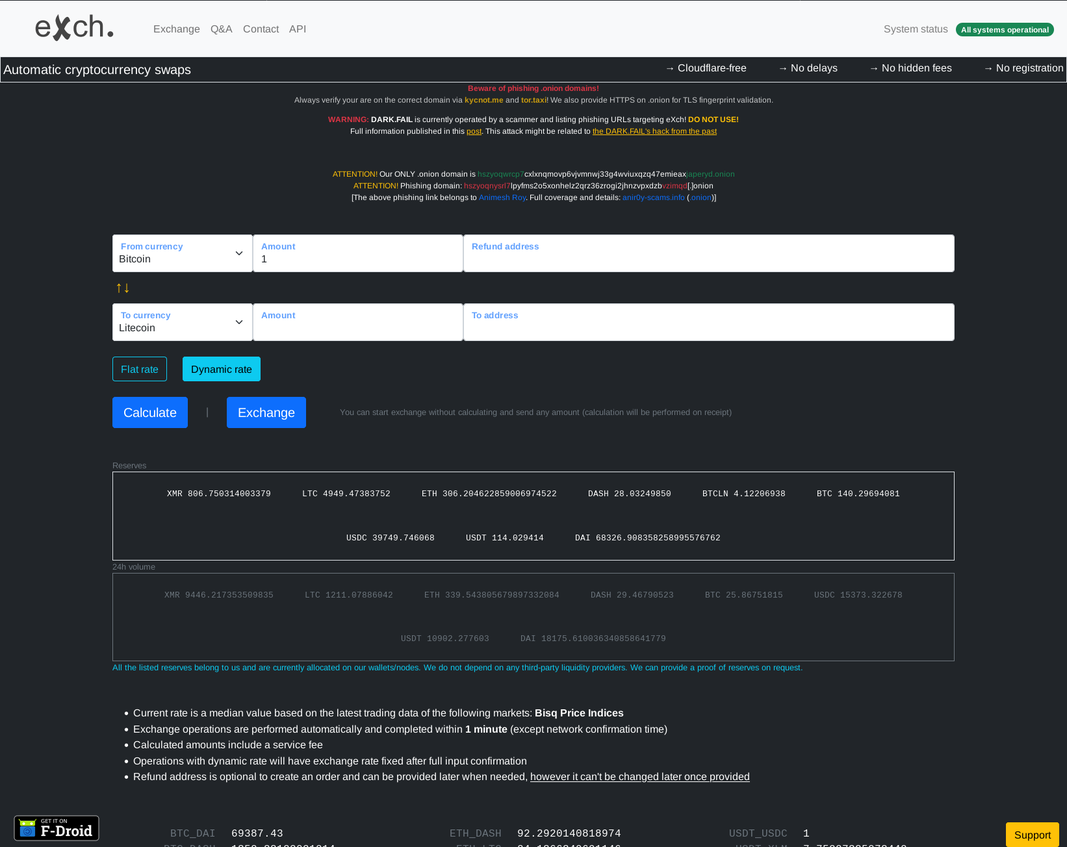 eXch.
Exchange Q&A Contact API
System status All systems operational
Automatic cryptocurrency swaps
→ Cloudflare-free → No delays → No hidden fees → No registration
Beware of phishing .onion domains!
Always verify your are on the correct domain via kycnot.me and tor.taxi! We also provide HTTPS on .onion for TLS fingerprint validation.
WARNING: DARK.FAIL is currently operated by a scammer and listing phishing URLs targeting eXch! DO NOT USE!
Full information published in this post. This attack might be related to the DARK.FAIL's hack from the past
ATTENTION! Our ONLY .onion domain is hszyoqwrcp7cxlxnqmovp6vjvmnwj33g4wviuxqzq47emieaxjaperyd.onion
ATTENTION! Phishing domain: hszyoqnysrl7lpyfms2o5xonhelz2qrz36zrogi2jhnzvpxdzbvzimqd[.]onion
[The above phishing link belongs to Animesh Roy. Full coverage and details: anir0y-scams.info (.onion)]
From currency Amount Refund address
Bitcoin 1
↑↓
To currency Amount To address
Litecoin
Flat rate Dynamic rate
Calculate | Exchange You can start exchange without calculating and send any amount (calculation will be performed on receipt)
Reserves
XMR 806.750314003379 LTC 4949.47383752 ETH 306.204622859006974522 DASH 28.03249850 BTCLN 4.12206938 BTC 140.29694081
USDC 39749.746068 USDT 114.029414 DAI 68326.908358258995576762
24h volume
XMR 9446.217353509835 LTC 1211.07886042 ETH 339.543805679897332084 DASH 29.46790523 BTC 25.86751815 USDC 15373.322678
USDT 10902.277603 DAI 18175.610036340858641779
All the listed reserves belong to us and are currently allocated on our wallets/nodes. We do not depend on any third-party liquidity providers. We can provide a proof of reserves on request.
• Current rate is a median value based on the latest trading data of the following markets: Bisq Price Indices
• Exchange operations are performed automatically and completed within 1 minute (except network confirmation time)
• Calculated amounts include a service fee
• Operations with dynamic rate will have exchange rate fixed after full input confirmation
• Refund address is optional to create an order and can be provided later when needed, however it can't be changed later once provided
GET IT ON
F-Droid
BTC_DAI 69387.43 ETH_DASH 92.2920140818974 USDT_USDC 1
Support